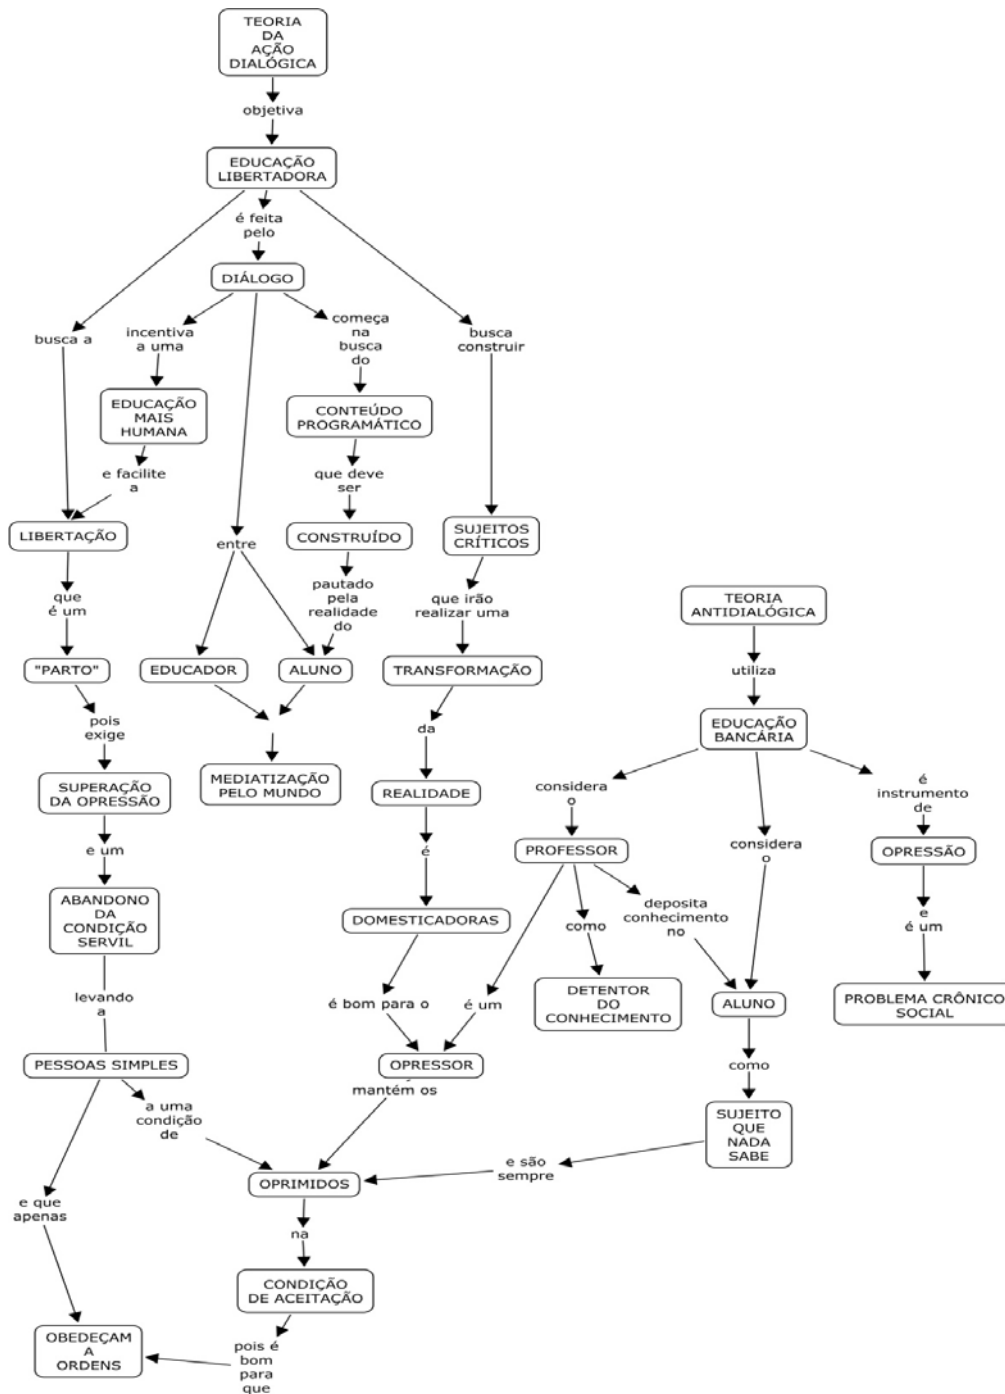 TEORIA
DA
AÇÃO
DIALÓGICA
objetiva
EDUCAÇÃO
LIBERTADORA
é feita
pelo
DIÁLOGO
busca a
incentiva
a uma
começa
na
busca
do
busca
construir
EDUCAÇÃO
MAIS
HUMANA
CONTEÚDO
PROGRAMÁTICO
e facilite
a
que deve
ser
LIBERTAÇÃO
entre
CONSTRUÍDO
SUJEITOS
CRÍTICOS
que
é um
pautado
pela
realidade
do
que irão
realizar uma
TEORIA
ANTIDIALÓGICA
"PARTO"
EDUCADOR
ALUNO
TRANSFORMAÇÃO
utiliza
pois
exige
da
EDUCAÇÃO
BANCÁRIA
SUPERAÇÃO
DA OPRESSÃO
MEDIATIZAÇÃO
PELO MUNDO
REALIDADE
considera
o
é
instrumento
de
e um
é
PROFESSOR
considera
o
OPRESSÃO
ABANDONO
DA
CONDIÇÃO
SERVIL
DOMESTICADORAS
como
deposita
conhecimento
no
e
é um
levando
a
é bom para o
é um
DETENTOR
DO
CONHECIMENTO
ALUNO
PROBLEMA CRÔNICO
SOCIAL
PESSOAS SIMPLES
OPRESSOR
como
mantém os
a uma
condição
de
SUJEITO
QUE
NADA
SABE
e são
sempre
OPRIMIDOS
e que
apenas
na
CONDIÇÃO
DE ACEITAÇÃO
OBEDEÇAM
A
ORDENS
pois é
bom
para
que